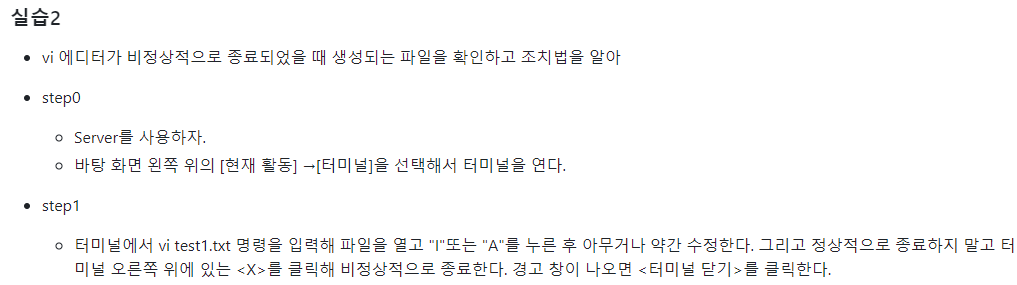 실습2
vi 에디터가 비정상적으로 종료되었을 때 생성되는 파일을 확인하고 조치법을 알아
step0
Server를 사용하자.
바탕 화면 왼쪽 위의 [현재 활동] →[터미널]을 선택해서 터미널을 연다.
step1
터미널에서 vi test1.txt 명령을 입력해 파일을 열고 "I"또는 "A"를 누른 후 아무거나 약간 수정한다. 그리고 정상적으로 종료하지 말고 터
미널 오른쪽 위에 있는 <X>를 클릭해 비정상적으로 종료한다. 경고 창이 나오면 <터미널 닫기>를 클릭한다.